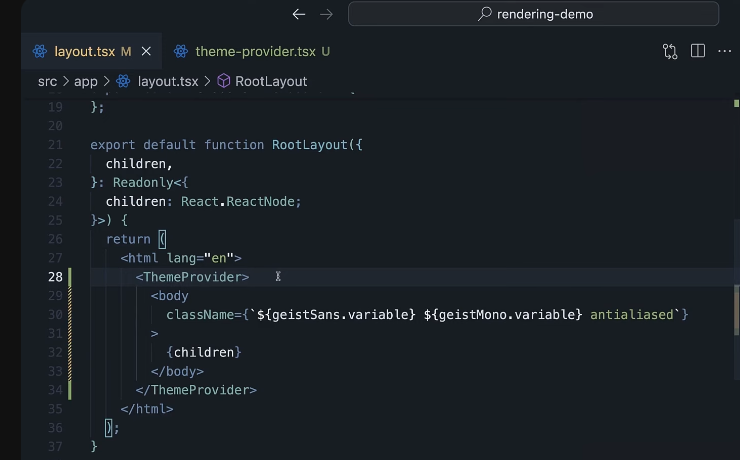 rendering-demo
layout.tsx M theme-provider.tsx U
src > app > layout.tsx > RootLayout
19 };
20
21 export default function RootLayout({
22 children,
23 }: Readonly<{
24 children: React.ReactNode;
25 }>) {
26 return (
27 <html lang="en">
28 <ThemeProvider>
29 <body
30 className={`${geistSans.variable} ${geistMono.variable} antialiased`}
31 >
32 {children}
33 </body>
34 </ThemeProvider>
35 </html>
36 );
37 }